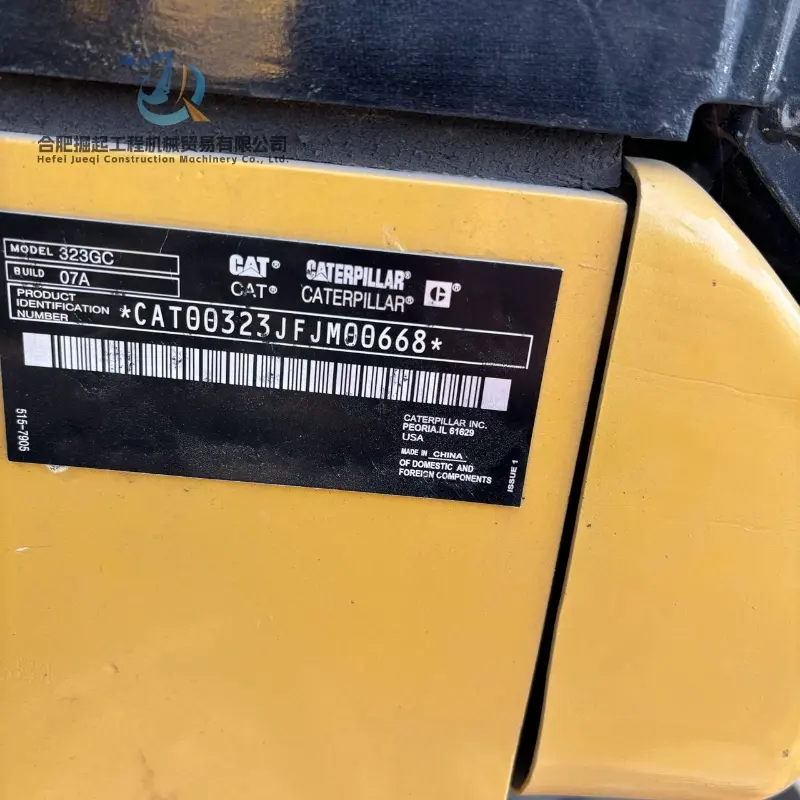 合肥掘起工程机械贸易有限公司
Hefei Jueqi Construction Machinery Co., Ltd.
MODEL 323GC
BUILD 07A
PRODUCT IDENTIFICATION NUMBER *CAT00323JFJM00668*
CAT® CATERPILLAR®
CAT® CATERPILLAR® C
515-7905
CATERPILLAR INC.
PEORIA.IL 61629
USA
MADE IN CHINA
OF DOMESTIC AND
FOREIGN COMPONENTS
ISSUE 1